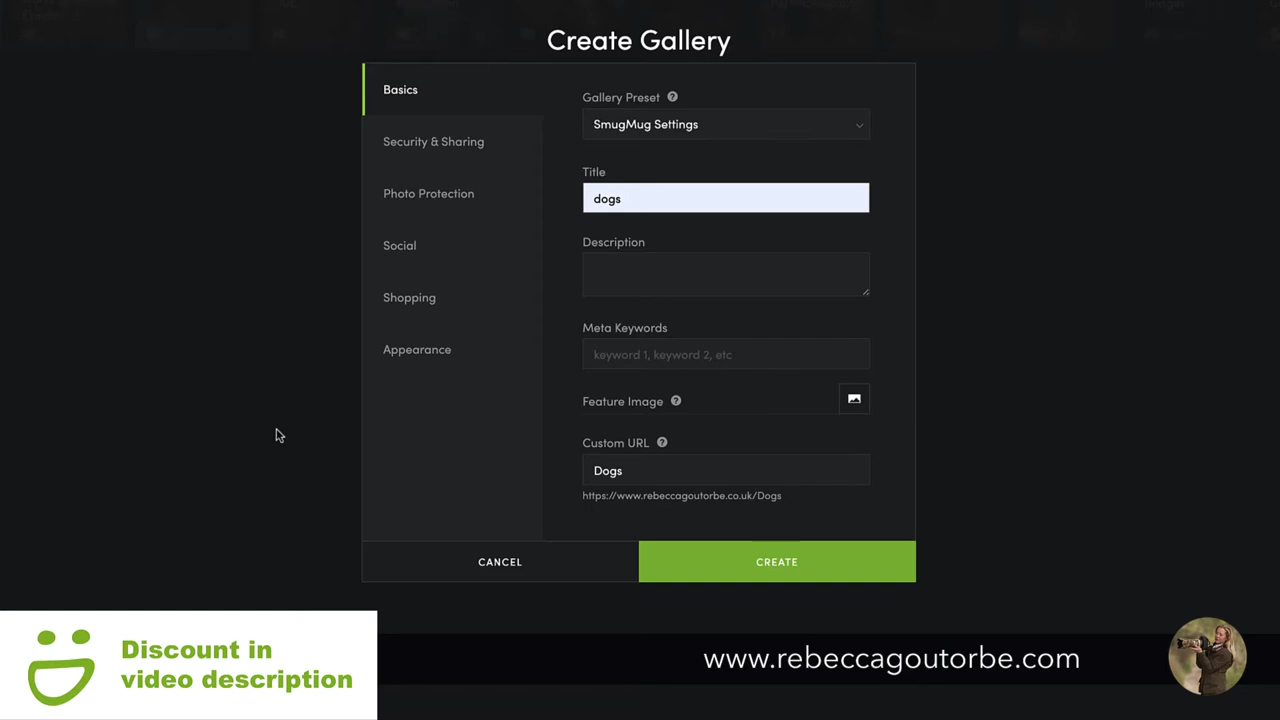 Create Gallery
Basics
Security & Sharing
Photo Protection
Social
Shopping
Appearance
Gallery Preset
SmugMug Settings
Title
dogs
Description
Meta Keywords
keyword 1, keyword 2, etc
Feature Image
Custom URL
Dogs
https://www.rebeccagoutorbe.co.uk/Dogs
CANCEL
CREATE
Discount in
video description
www.rebeccagoutorbe.com